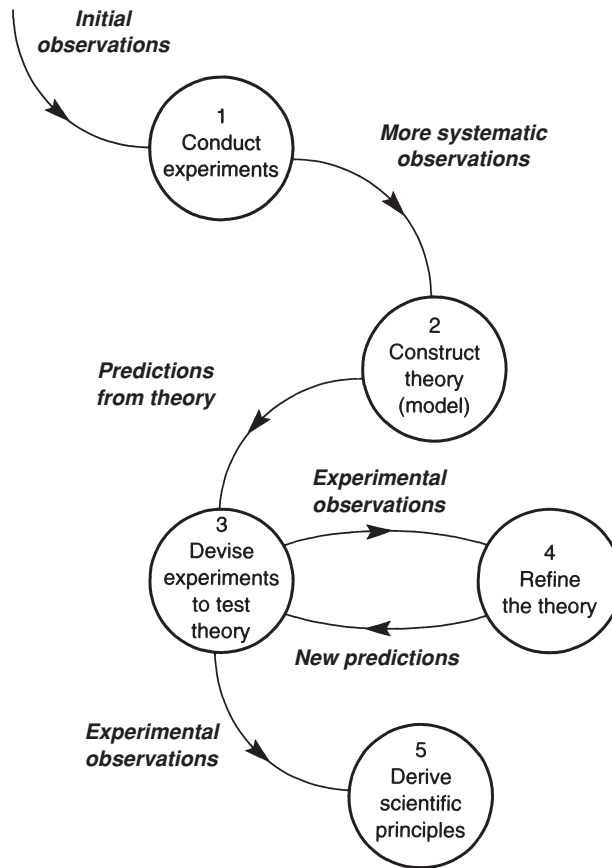 Initial
observations
1
Conduct
experiments
More systematic
observations
2
Construct
theory
(model)
Predictions
from theory
Experimental
observations
3
Devise
experiments
to test
theory
4
Refine
the theory
New predictions
Experimental
observations
5
Derive
scientific
principles